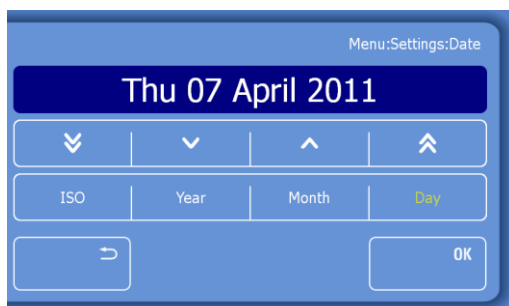 Menu:Settings:Date
Thu 07 April 2011
ISO Year Month Day
OK